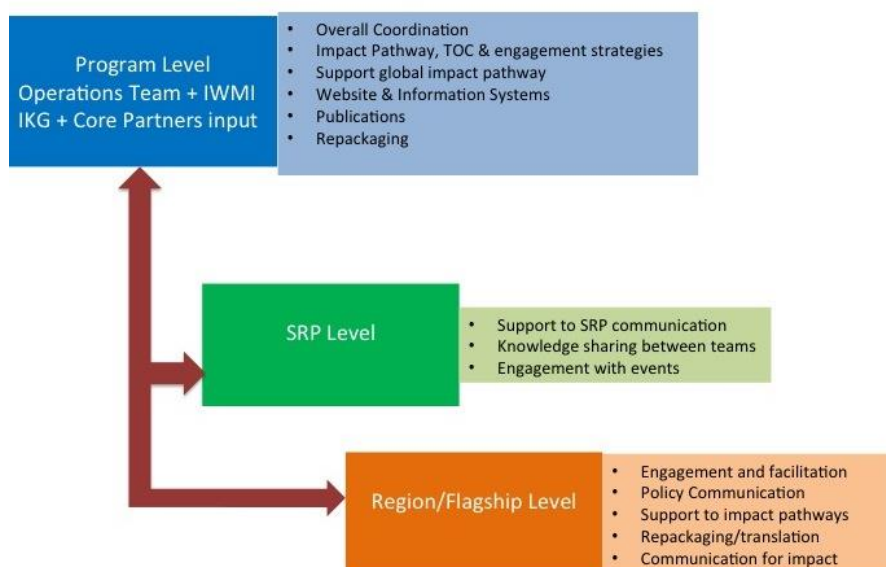 Program Level
Operations Team + IWMI
IKG + Core Partners input
• Overall Coordination
• Impact Pathway, TOC & engagement strategies
• Support global impact pathway
• Website & Information Systems
• Publications
• Repackaging
SRP Level
• Support to SRP communication
• Knowledge sharing between teams
• Engagement with events
Region/Flagship Level
• Engagement and facilitation
• Policy Communication
• Support to impact pathways
• Repackaging/translation
• Communication for impact